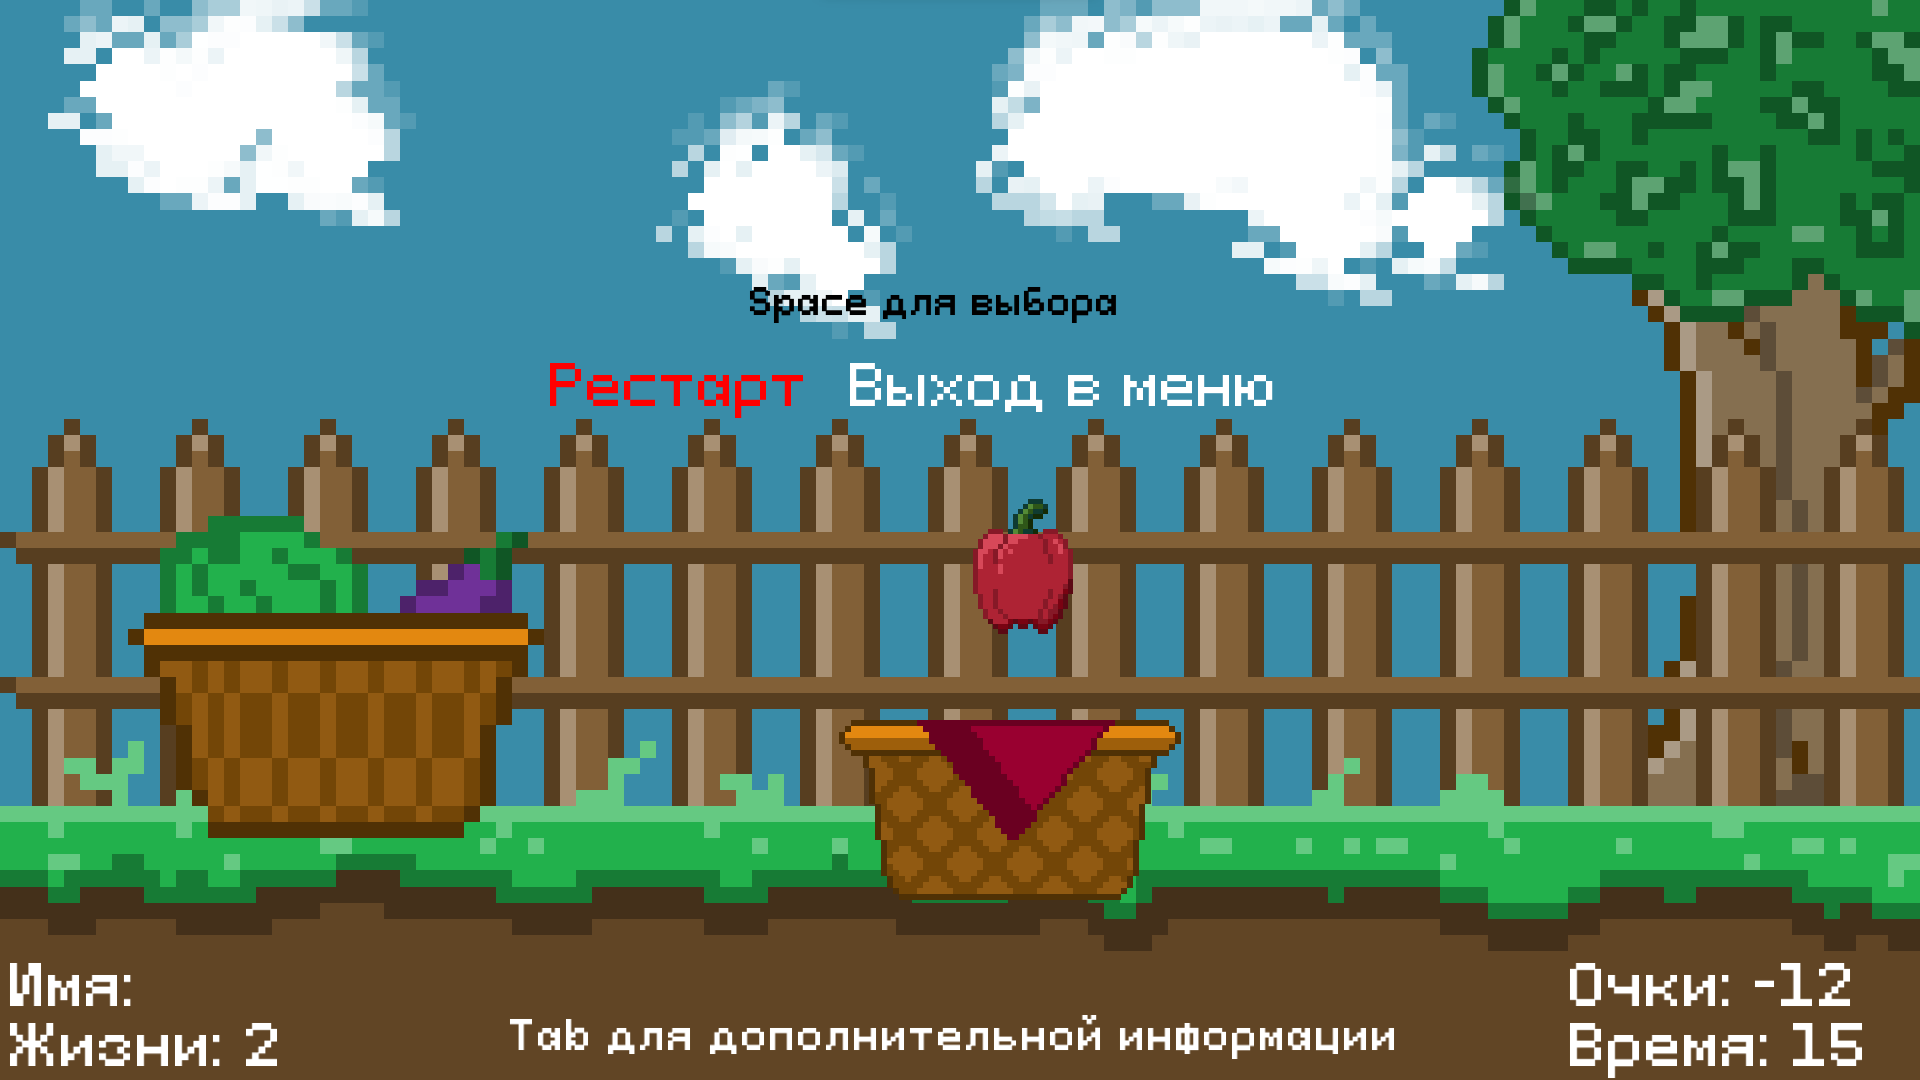 Space для выбора
Рестарт Выход в меню
Имя:
Жизни: 2
Tab для дополнительной информации
Очки: -12
Время: 15